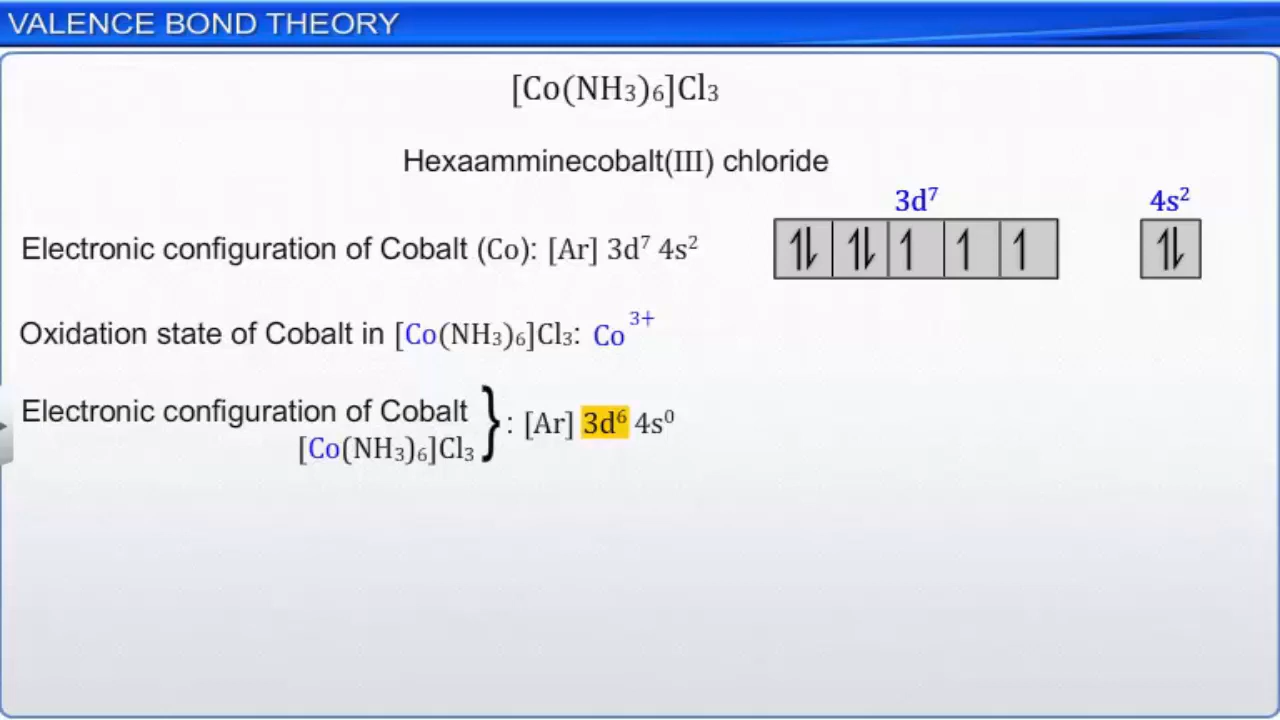 VALENCE BOND THEORY
[Co(NH₃)₆]Cl₃
Hexaamminecobalt(III) chloride
3d⁷ 4s²
Electronic configuration of Cobalt (Co): [Ar] 3d⁷ 4s²
Oxidation state of Cobalt in [Co(NH₃)₆]Cl₃: Co³⁺
Electronic configuration of Cobalt
[Co(NH₃)₆]Cl₃ } : [Ar] 3d⁶ 4s⁰